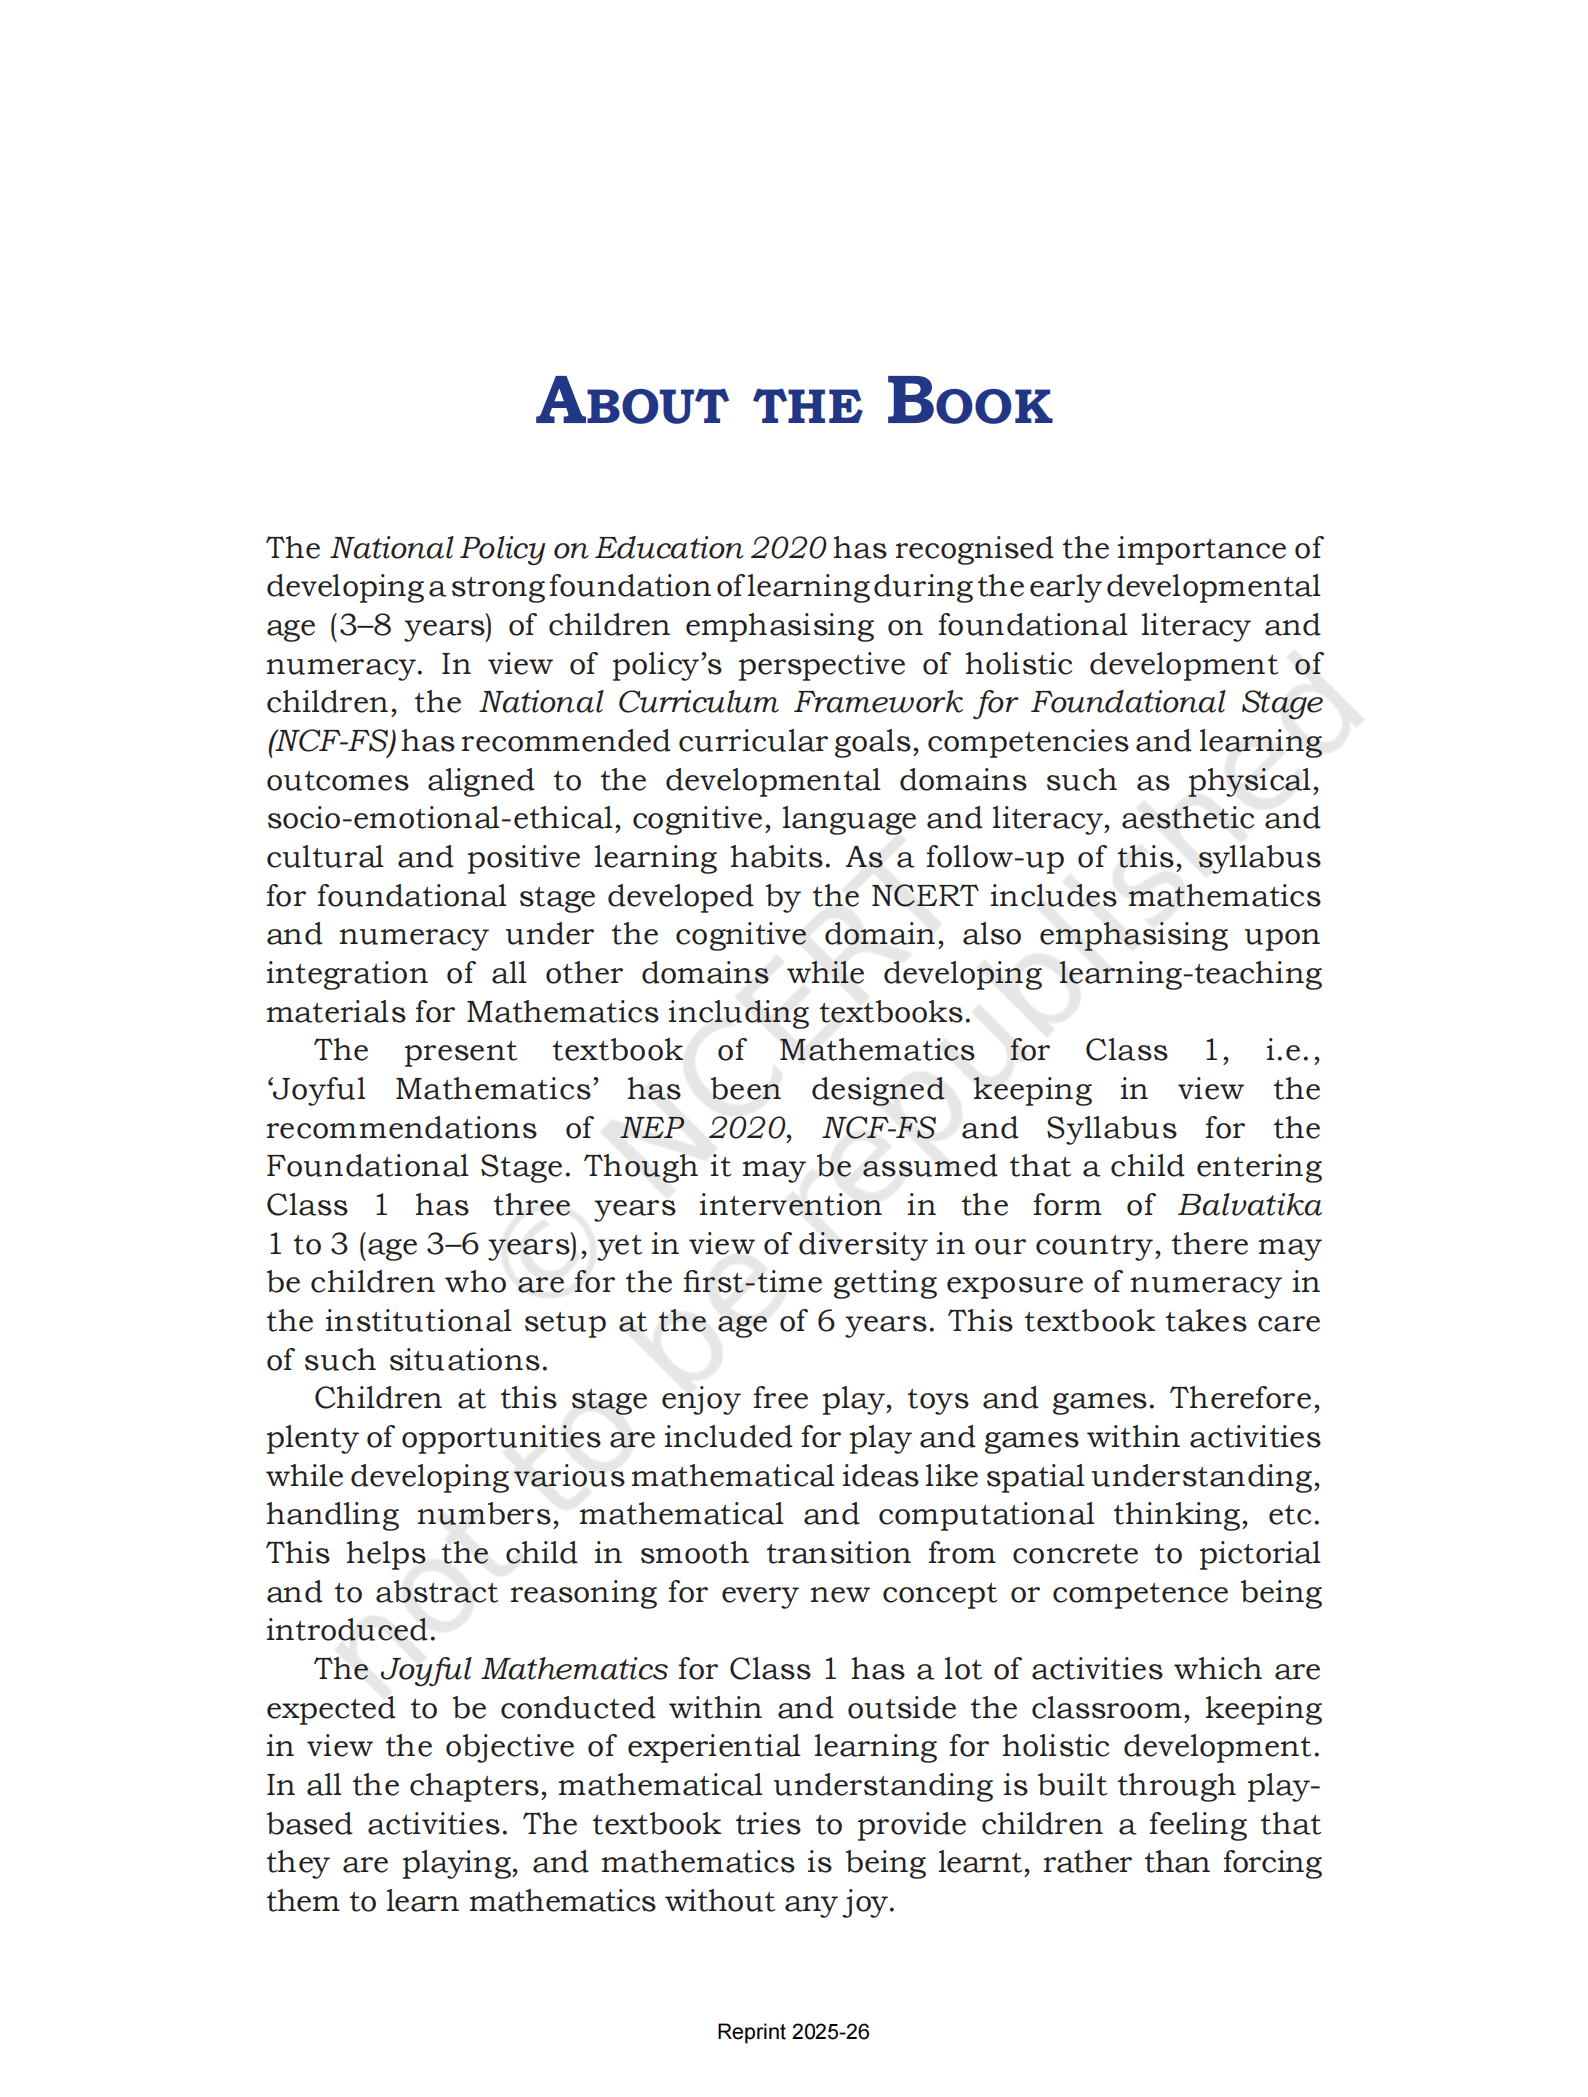 About the Book
The National Policy on Education 2020 has recognised the importance of
developing a strong foundation of learning during the early developmental
age (3–8 years) of children emphasising on foundational literacy and
numeracy. In view of policy’s perspective of holistic development of
children, the National Curriculum Framework for Foundational Stage
(NCF-FS) has recommended curricular goals, competencies and learning
outcomes aligned to the developmental domains such as physical,
socio-emotional-ethical, cognitive, language and literacy, aesthetic and
cultural and positive learning habits. As a follow-up of this, syllabus
for foundational stage developed by the NCERT includes mathematics
and numeracy under the cognitive domain, also emphasising upon
integration of all other domains while developing learning-teaching
materials for Mathematics including textbooks.
The present textbook of Mathematics for Class 1, i.e.,
‘Joyful Mathematics’ has been designed keeping in view the
recommendations of NEP 2020, NCF-FS and Syllabus for the
Foundational Stage. Though it may be assumed that a child entering
Class 1 has three years intervention in the form of Balvatika
1 to 3 (age 3–6 years), yet in view of diversity in our country, there may
be children who are for the first-time getting exposure of numeracy in
the institutional setup at the age of 6 years. This textbook takes care
of such situations.
Children at this stage enjoy free play, toys and games. Therefore,
plenty of opportunities are included for play and games within activities
while developing various mathematical ideas like spatial understanding,
handling numbers, mathematical and computational thinking, etc.
This helps the child in smooth transition from concrete to pictorial
and to abstract reasoning for every new concept or competence being
introduced.
The Joyful Mathematics for Class 1 has a lot of activities which are
expected to be conducted within and outside the classroom, keeping
in view the objective of experiential learning for holistic development.
In all the chapters, mathematical understanding is built through play-
based activities. The textbook tries to provide children a feeling that
they are playing, and mathematics is being learnt, rather than forcing
them to learn mathematics without any joy.
© NCERT
not to be republished
Reprint 2025-26